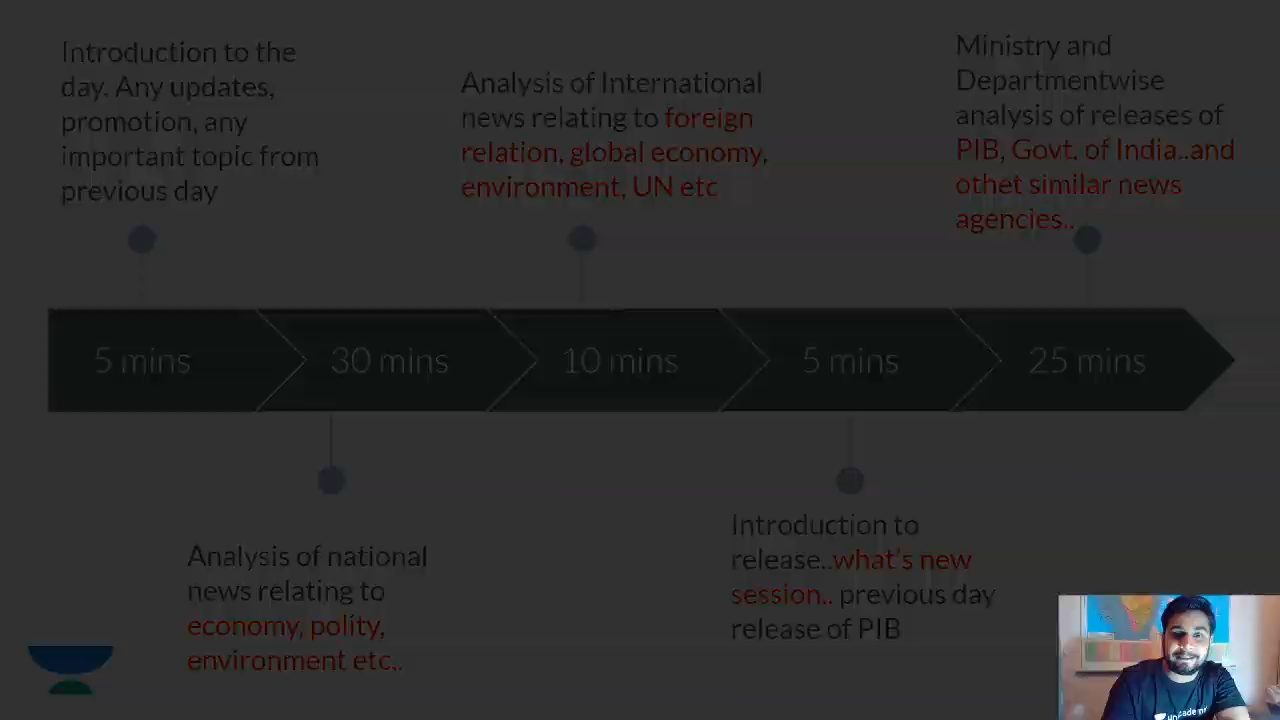 Introduction to the
day. Any updates,
promotion, any
important topic from
previous day
Analysis of International
news relating to foreign
relation, global economy,
environment, UN etc
Ministry and
Departmentwise
analysis of releases of
PIB, Govt. of India..and
othet similar news
agencies..
5 mins
30 mins
10 mins
5 mins
25 mins
Analysis of national
news relating to
economy, polity,
environment etc..
Introduction to
release..what's new
session.. previous day
release of PIB